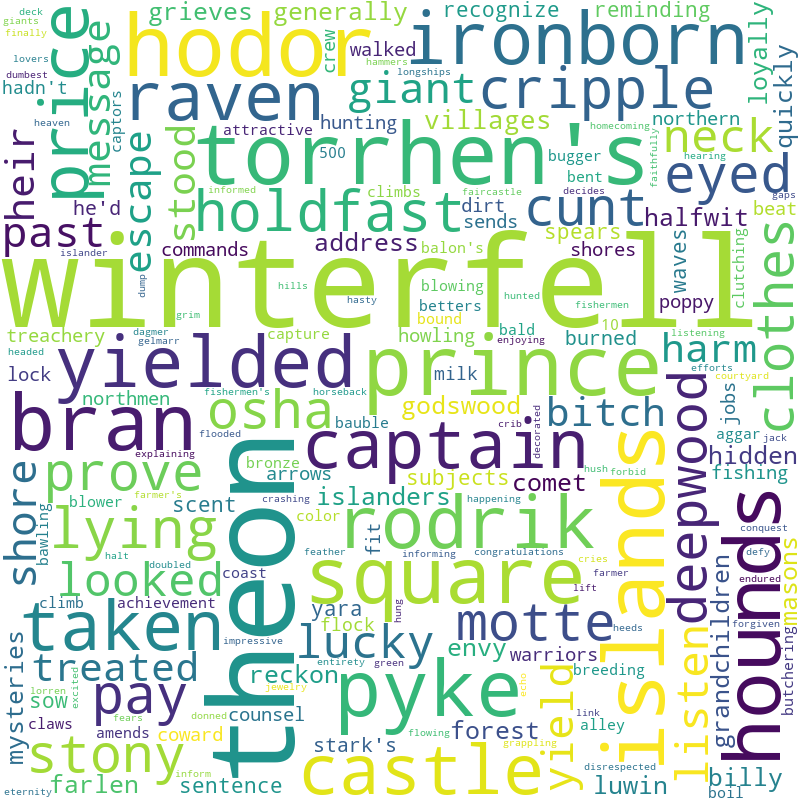 deck
giants
finally
grieves
generally
recognize
reminding
lovers
dumbest
heaven
hadn't
price
message
captors
hodor
crew
walked
ironborn
longships
hammers
loyally
quickly
raven
giant
cripple
attractive
hunting
villages
northern
homecoming
faithfully
hearing
heir
escape
stood
500
torrhen's
bugger
neck
bent
eyed
decides
gaps
informed
climbs
faircastle
he'd
holdfast
dirt
sends
cunt
halfwit
beat
past
islander
commands
address
balon's
spears
shores
waves
clutching
clothes
winterfell
dump
hills
hasty
blowing
betters
hunted
fishermen
poppy
grim
dagmer
gelmarr
bound
10
treachery
capture
howling
bald
enjoying
burned
listening
courtyard
headed
lock
yielded
prince
harm
efforts
milk
northmen
fishermen's
horseback
godswood
bitch
jobs
bran
osha
bauble
crib
decorated
captain
deepwood
aggar
jack
flooded
explaining
bronze
hush
forbid
hidden
prove
subjects
comet
fishing
shore
blower
farmer's
arrows
islanders
crashing
happening
scent
color
bawling
lying
theon
feather
fit
rodrik
islands
hounds
conquest
informing
congratulations
masons
halt
doubled
looked
coast
square
cries
farmer
defy
endured
climb
achievement
hung
lift
grandchildren
forgiven
taken
yara
flock
motte
heeds
impressive
lucky
envy
warriors
butchering
mysteries
lorren
excited
treated
entirety
green
reckon
pyke
echo
breeding
listen
sow
pay
jewelry
yield
claws
fears
donned
counsel
link
amends
coward
flowing
forest
alley
stony
stark's
grappling
castle
disrespected
farlen
inform
sentence
luwin
billy
boil
eternity